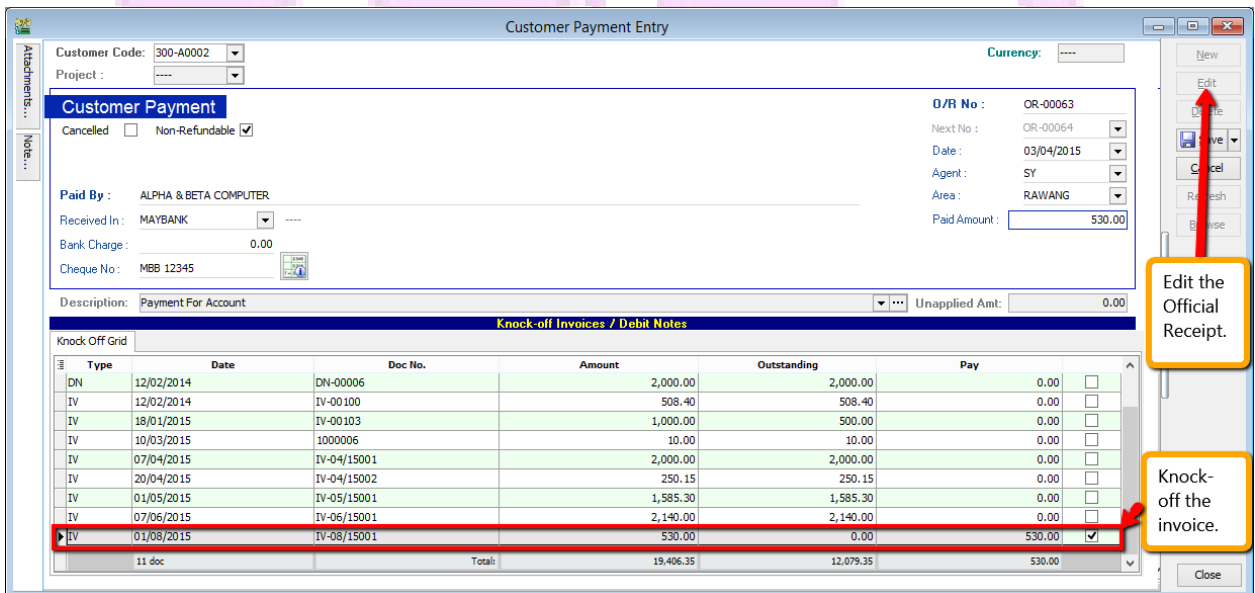 Customer Payment Entry
Attachments...
Note...
Customer Code: 300-A0002
Currency: ----
Project : ----
Customer Payment
Cancelled Non-Refundable
O/R No : OR-00063
Next No : OR-00064
Date : 03/04/2015
Agent : SY
Paid By : ALPHA & BETA COMPUTER
Area : RAWANG
Received In : MAYBANK ----
Paid Amount : 530.00
Bank Charge : 0.00
Cheque No : MBB 12345
Description: Payment For Account
Unapplied Amt: 0.00
Knock-off Invoices / Debit Notes
Knock Off Grid
Type Date Doc No. Amount Outstanding Pay
DN 12/02/2014 DN-00006 2,000.00 2,000.00 0.00
IV 12/02/2014 IV-00100 508.40 508.40 0.00
IV 18/01/2015 IV-00103 1,000.00 500.00 0.00
IV 10/03/2015 1000006 10.00 10.00 0.00
IV 07/04/2015 IV-04/15001 2,000.00 2,000.00 0.00
IV 20/04/2015 IV-04/15002 250.15 250.15 0.00
IV 01/05/2015 IV-05/15001 1,585.30 1,585.30 0.00
IV 07/06/2015 IV-06/15001 2,140.00 2,140.00 0.00
IV 01/08/2015 IV-08/15001 530.00 0.00 530.00
11 doc Total: 19,406.35 12,079.35 530.00
New
Edit
Delete
Save
Cancel
Refresh
Browse
Edit the
Official
Receipt.
Knock-
off the
invoice.
Close